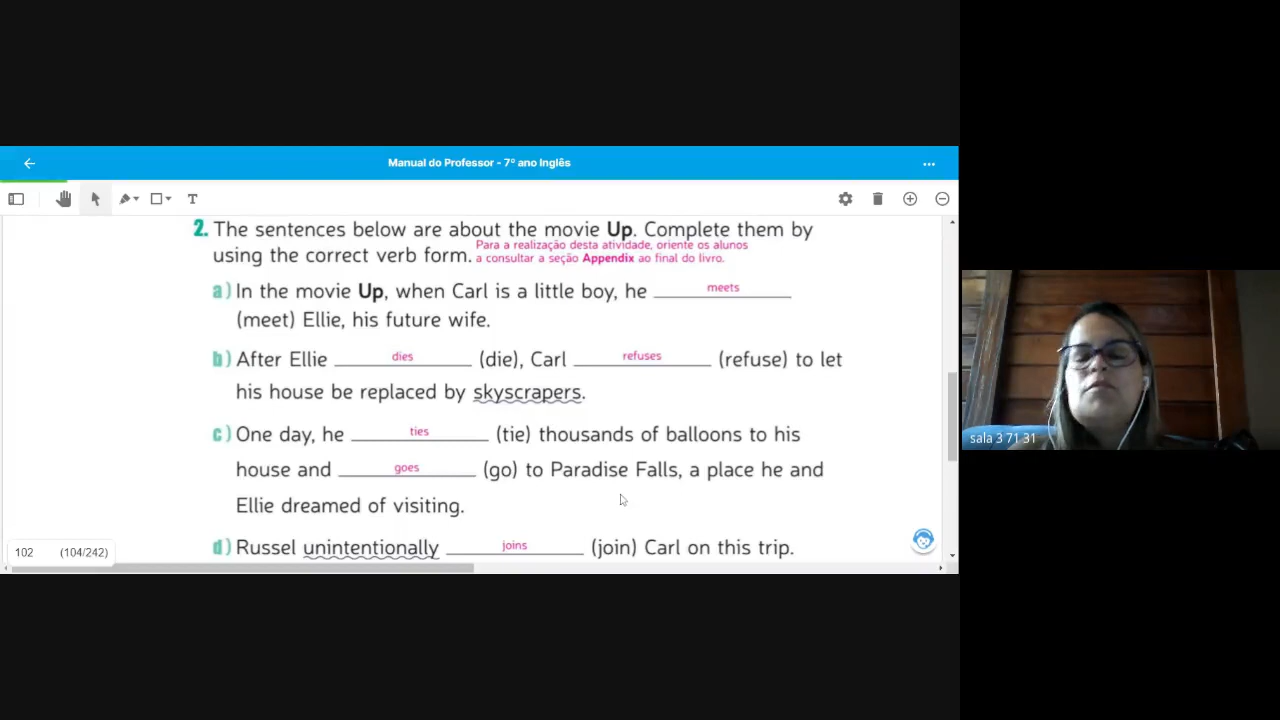 Manual do Professor - 7º ano Inglês
2. The sentences below are about the movie Up. Complete them by
using the correct verb form. Para a realização desta atividade, oriente os alunos
a consultar a seção Appendix ao final do livro.
a) In the movie Up, when Carl is a little boy, he meets
(meet) Ellie, his future wife.
b) After Ellie dies (die), Carl refuses (refuse) to let
his house be replaced by skyscrapers.
c) One day, he ties (tie) thousands of balloons to his
house and goes (go) to Paradise Falls, a place he and
Ellie dreamed of visiting.
d) Russel unintentionally joins (join) Carl on this trip.
102 (104/242)
sala 3 71 31